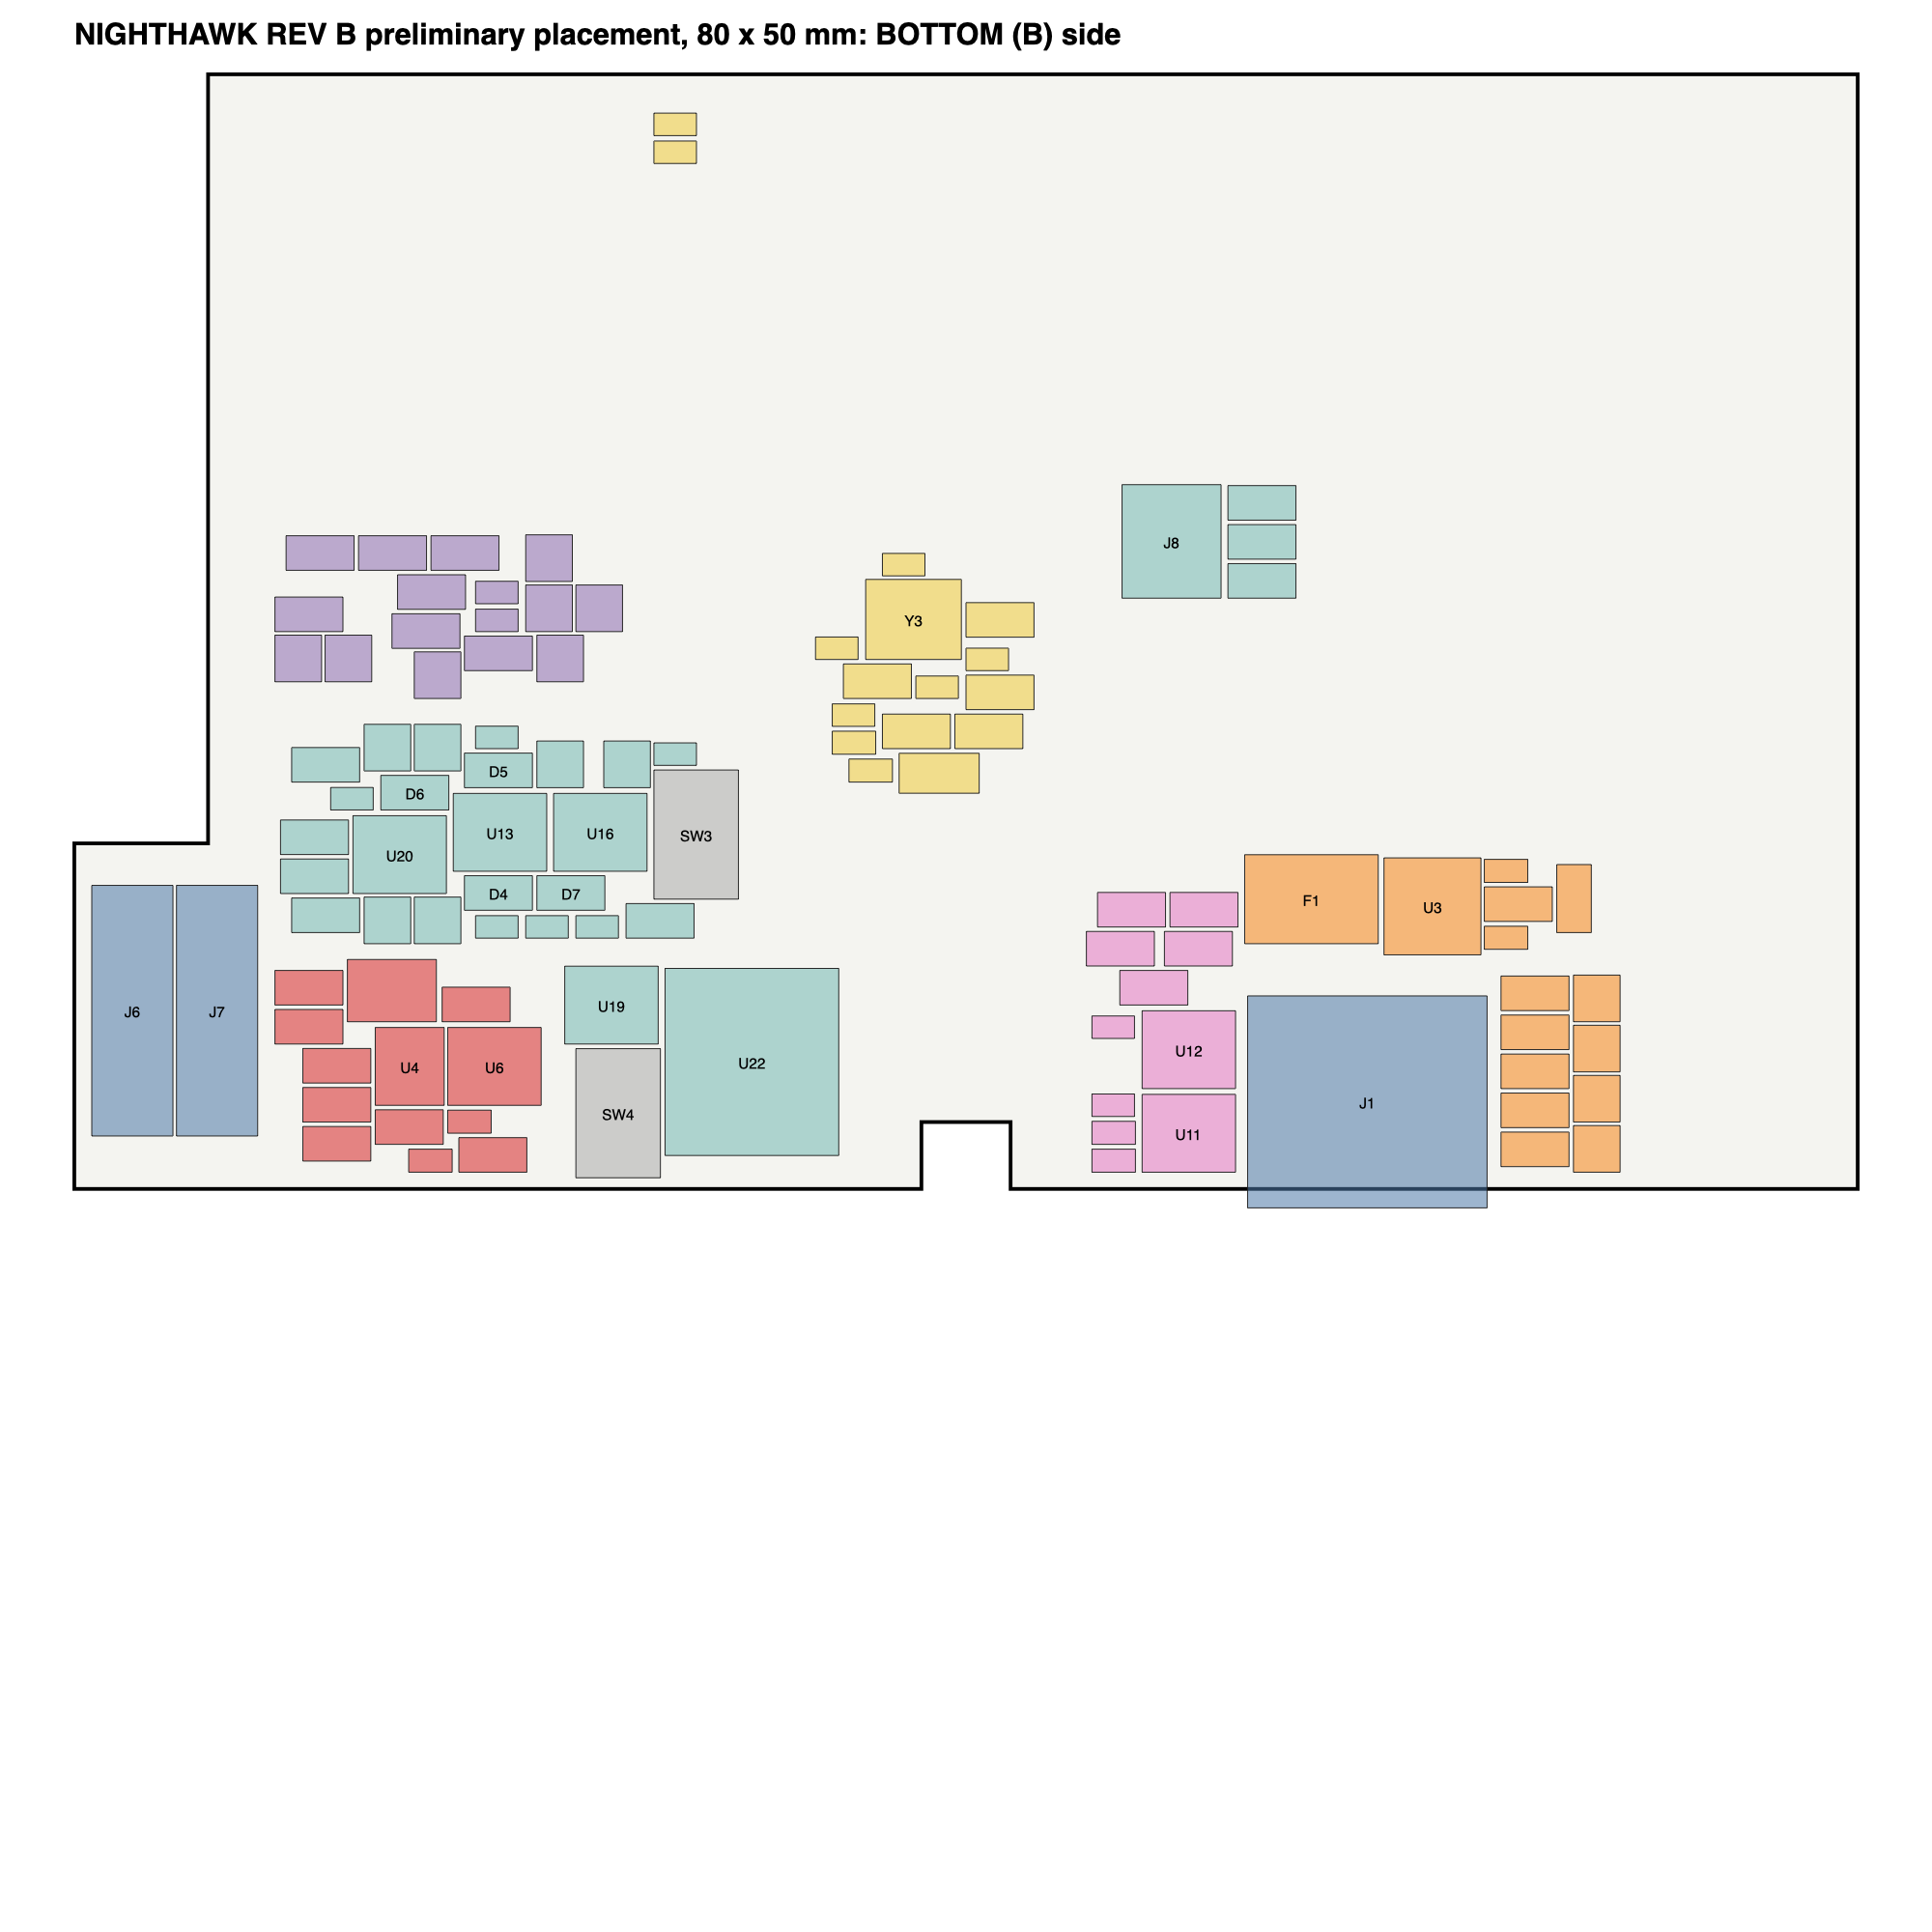 NIGHTHAWK REV B preliminary placement, 80 x 50 mm: BOTTOM (B) side
J8
Y3
D5
D6
U13
U16
SW3
U20
D4
D7
F1
U3
J6
J7
U19
U4
U6
U22
SW4
U12
J1
U11